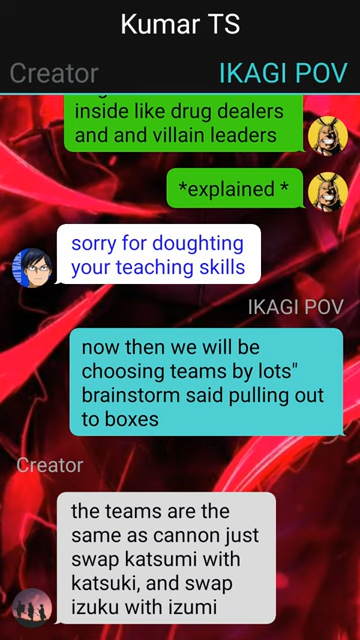 Kumar TS
Creator
IKAGI POV
inside like drug dealers
and and villain leaders
*explained *
sorry for doughting
your teaching skills
IKAGI POV
now then we will be
choosing teams by lots"
brainstorm said pulling out
to boxes
Creator
the teams are the
same as cannon just
swap katsumi with
katsuki, and swap
izuku with izumi